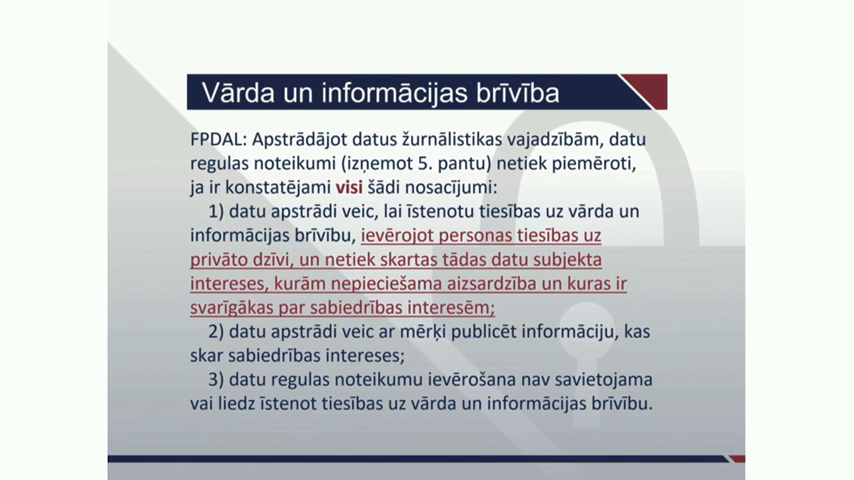 Vārda un informācijas brīvība
FPDAL: Apstrādājot datus žurnālistikas vajadzībām, datu
regulas noteikumi (izņemot 5. pantu) netiek piemēroti,
ja ir konstatējami visi šādi nosacījumi:
1) datu apstrādi veic, lai īstenotu tiesības uz vārda un
informācijas brīvību, ievērojot personas tiesības uz
privāto dzīvi, un netiek skartas tādas datu subjekta
intereses, kurām nepieciešama aizsardzība un kuras ir
svarīgākas par sabiedrības interesēm;
2) datu apstrādi veic ar mērķi publicēt informāciju, kas
skar sabiedrības intereses;
3) datu regulas noteikumu ievērošana nav savietojama
vai liedz īstenot tiesības uz vārda un informācijas brīvību.